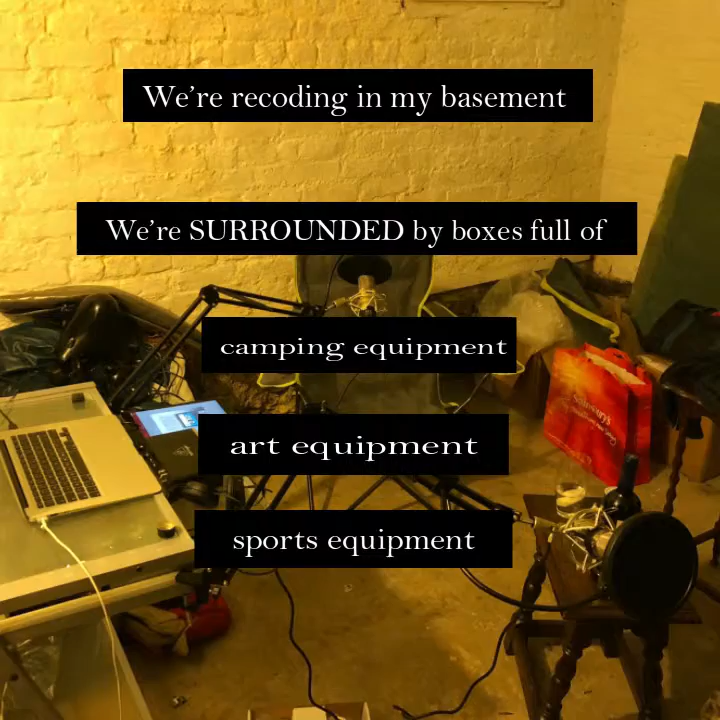 We're recoding in my basement
We're SURROUNDED by boxes full of
camping equipment
art equipment
sports equipment
Sainsbury's